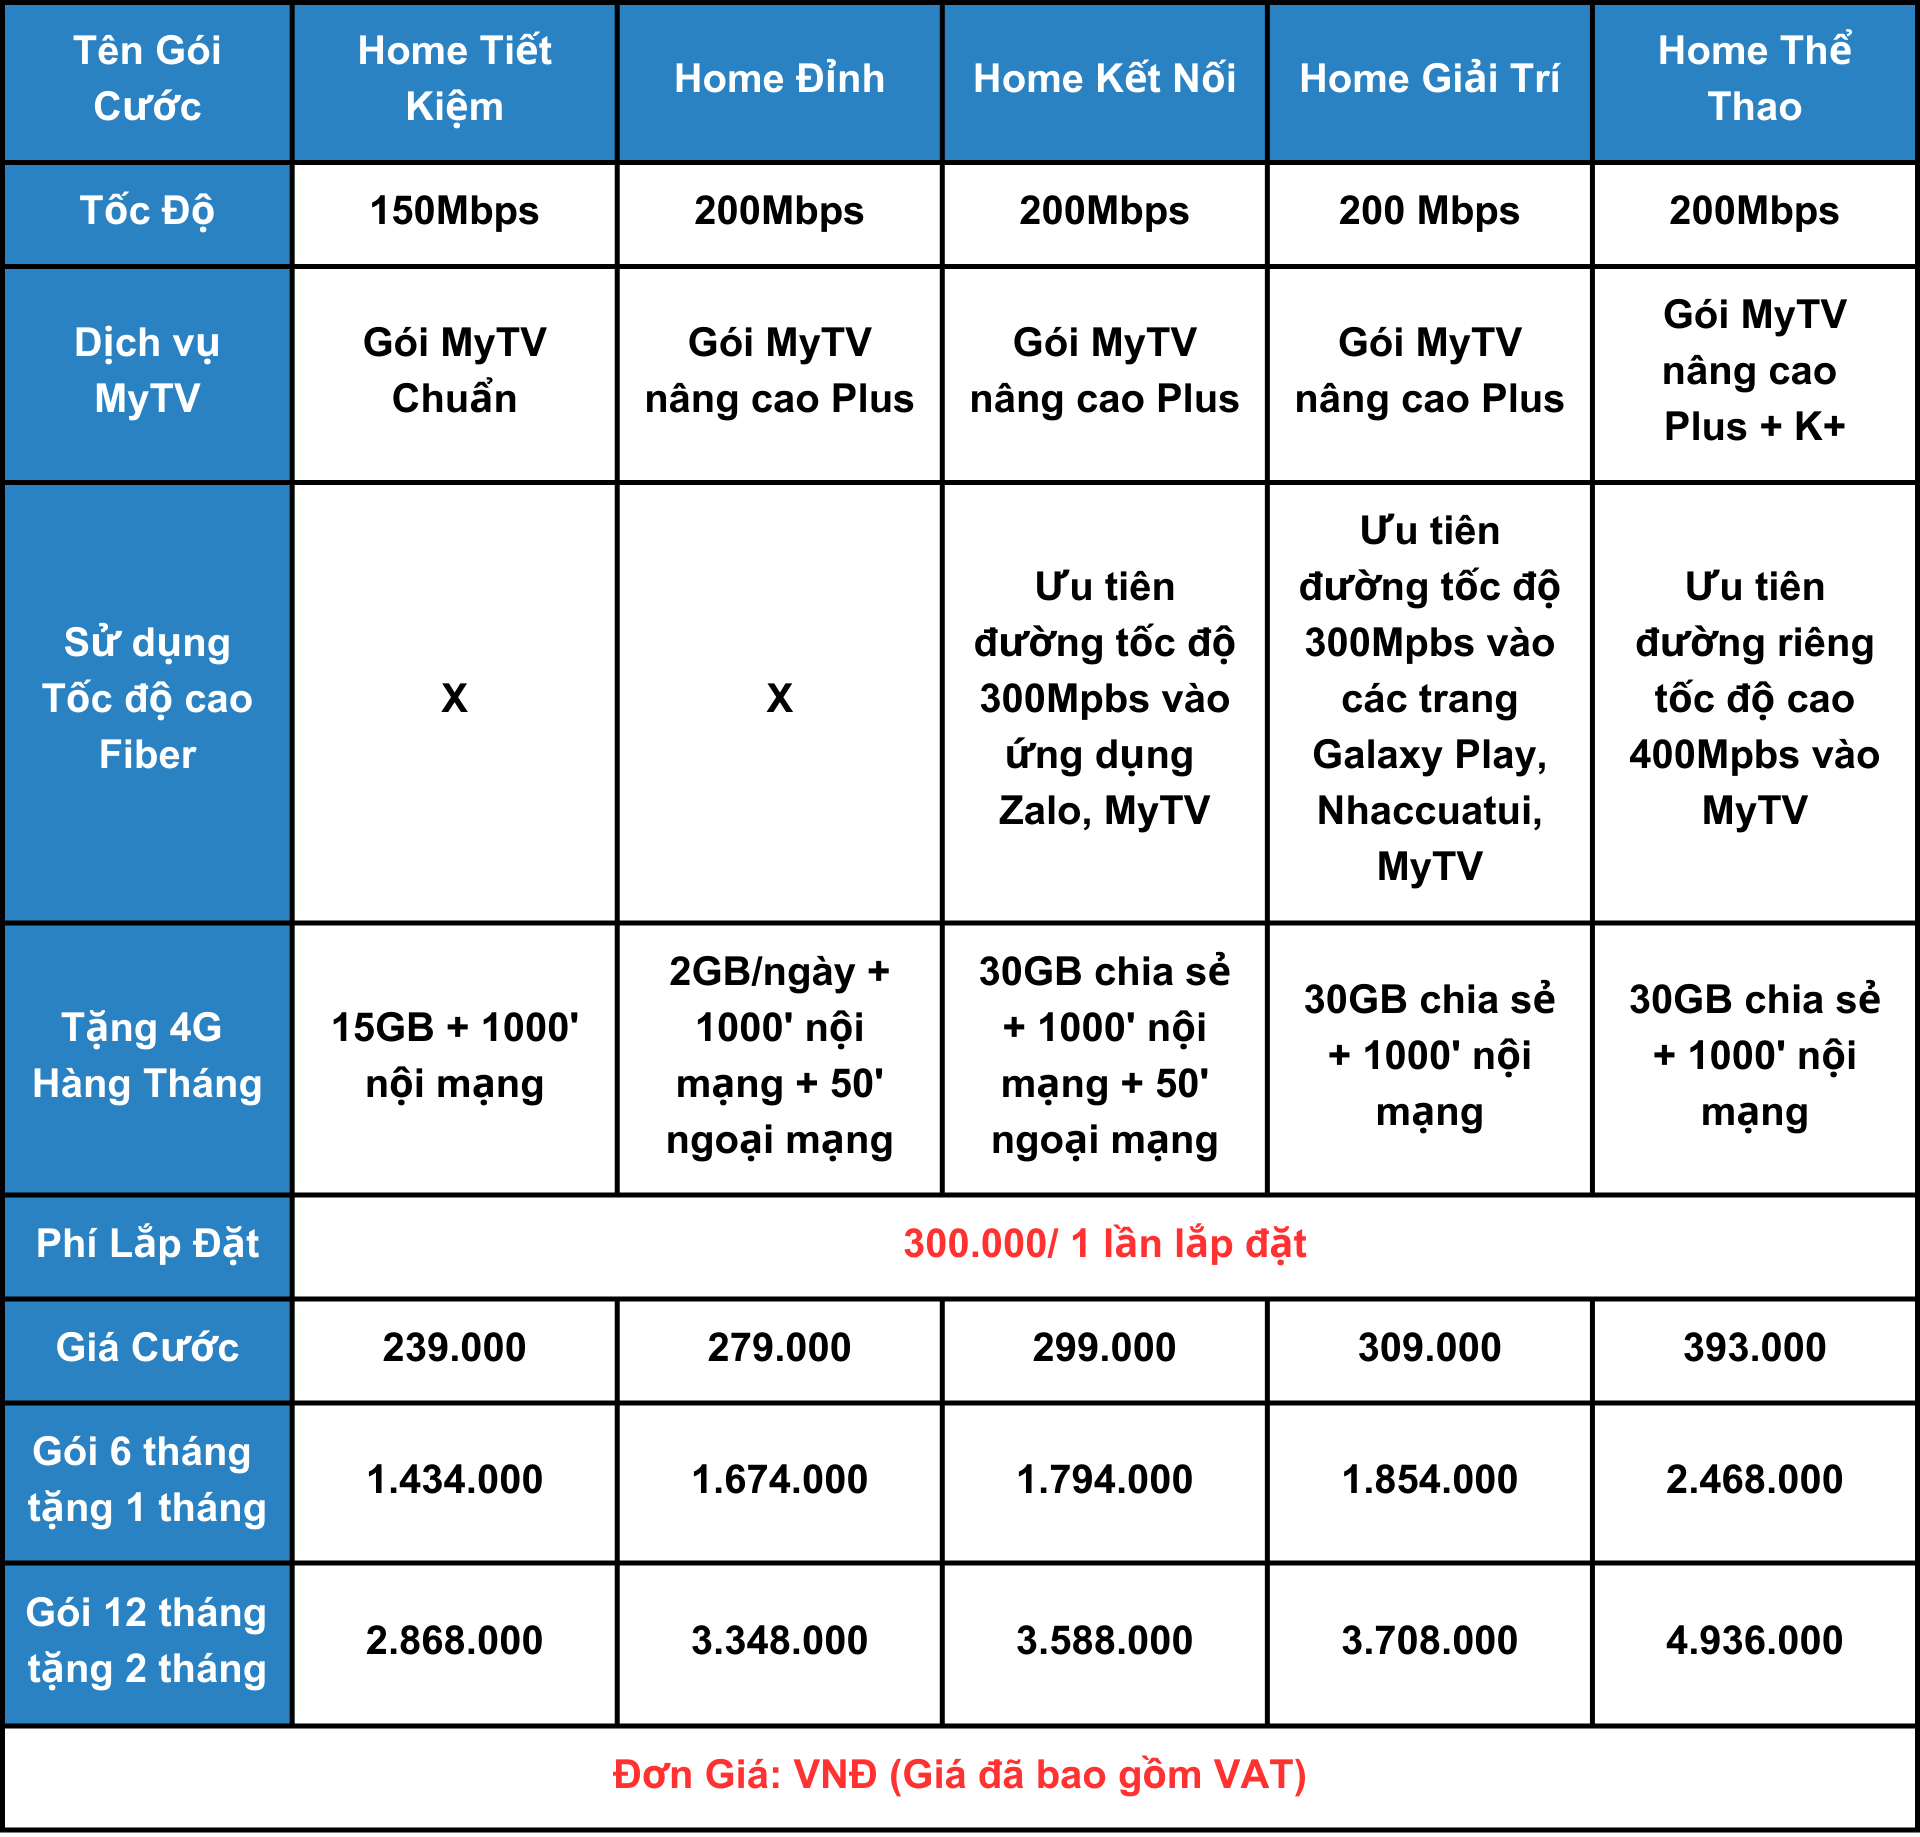 Tên Gói
Cước
Home Tiết
Kiệm
Home Đỉnh
Home Kết Nối
Home Giải Trí
Home Thể
Thao
Tốc Độ
150Mbps
200Mbps
200Mbps
200 Mbps
200Mbps
Dịch vụ
MyTV
Gói MyTV
Chuẩn
Gói MyTV
nâng cao Plus
Gói MyTV
nâng cao Plus
Gói MyTV
nâng cao Plus
Gói MyTV
nâng cao
Plus + K+
Sử dụng
Tốc độ cao
Fiber
X
X
Ưu tiên
đường tốc độ
300Mpbs vào
ứng dụng
Zalo, MyTV
Ưu tiên
đường tốc độ
300Mpbs vào
các trang
Galaxy Play,
Nhaccuatui,
MyTV
Ưu tiên
đường riêng
tốc độ cao
400Mpbs vào
MyTV
Tặng 4G
Hàng Tháng
15GB + 1000'
nội mạng
2GB/ngày +
1000' nội
mạng + 50'
ngoại mạng
30GB chia sẻ
+ 1000' nội
mạng + 50'
ngoại mạng
30GB chia sẻ
+ 1000' nội
mạng
30GB chia sẻ
+ 1000' nội
mạng
Phí Lắp Đặt
300.000/ 1 lần lắp đặt
Giá Cước
239.000
279.000
299.000
309.000
393.000
Gói 6 tháng
tặng 1 tháng
1.434.000
1.674.000
1.794.000
1.854.000
2.468.000
Gói 12 tháng
tặng 2 tháng
2.868.000
3.348.000
3.588.000
3.708.000
4.936.000
Đơn Giá: VNĐ (Giá đã bao gồm VAT)